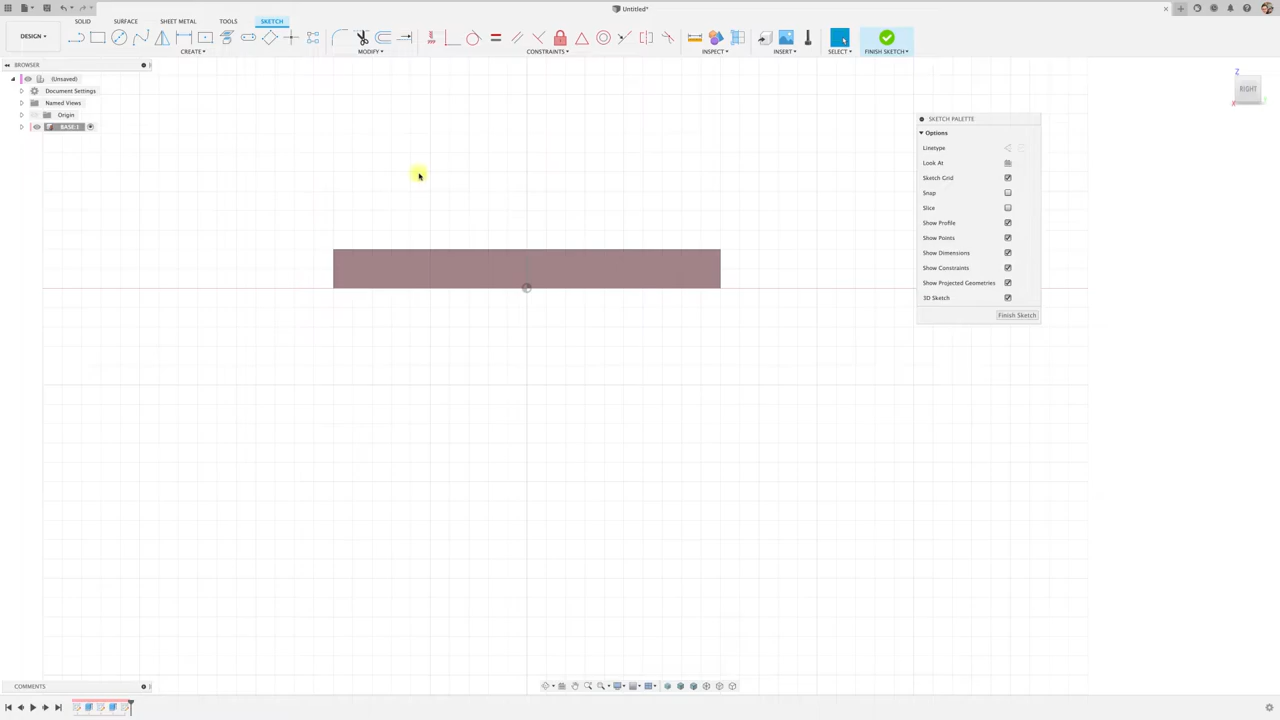 Untitled*
DESIGN
SOLID
SURFACE
SHEET METAL
TOOLS
SKETCH
CREATE
MODIFY
CONSTRAINTS
INSPECT
INSERT
SELECT
FINISH SKETCH
BROWSER
(Unsaved)
Document Settings
Named Views
Origin
BASE:1
Z
RIGHT
X
Y
SKETCH PALETTE
Options
Linetype
Look At
Sketch Grid
Snap
Slice
Show Profile
Show Points
Show Dimensions
Show Constraints
Show Projected Geometries
3D Sketch
Finish Sketch
COMMENTS